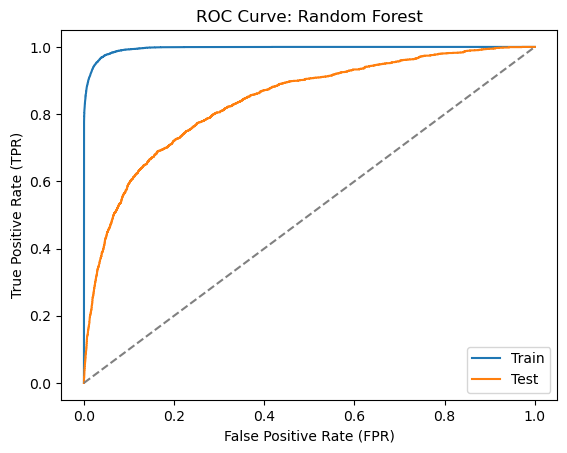 ROC Curve: Random Forest
True Positive Rate (TPR)
1.0
0.8
0.6
0.4
0.2
0.0
Train
Test
0.0 0.2 0.4 0.6 0.8 1.0
False Positive Rate (FPR)